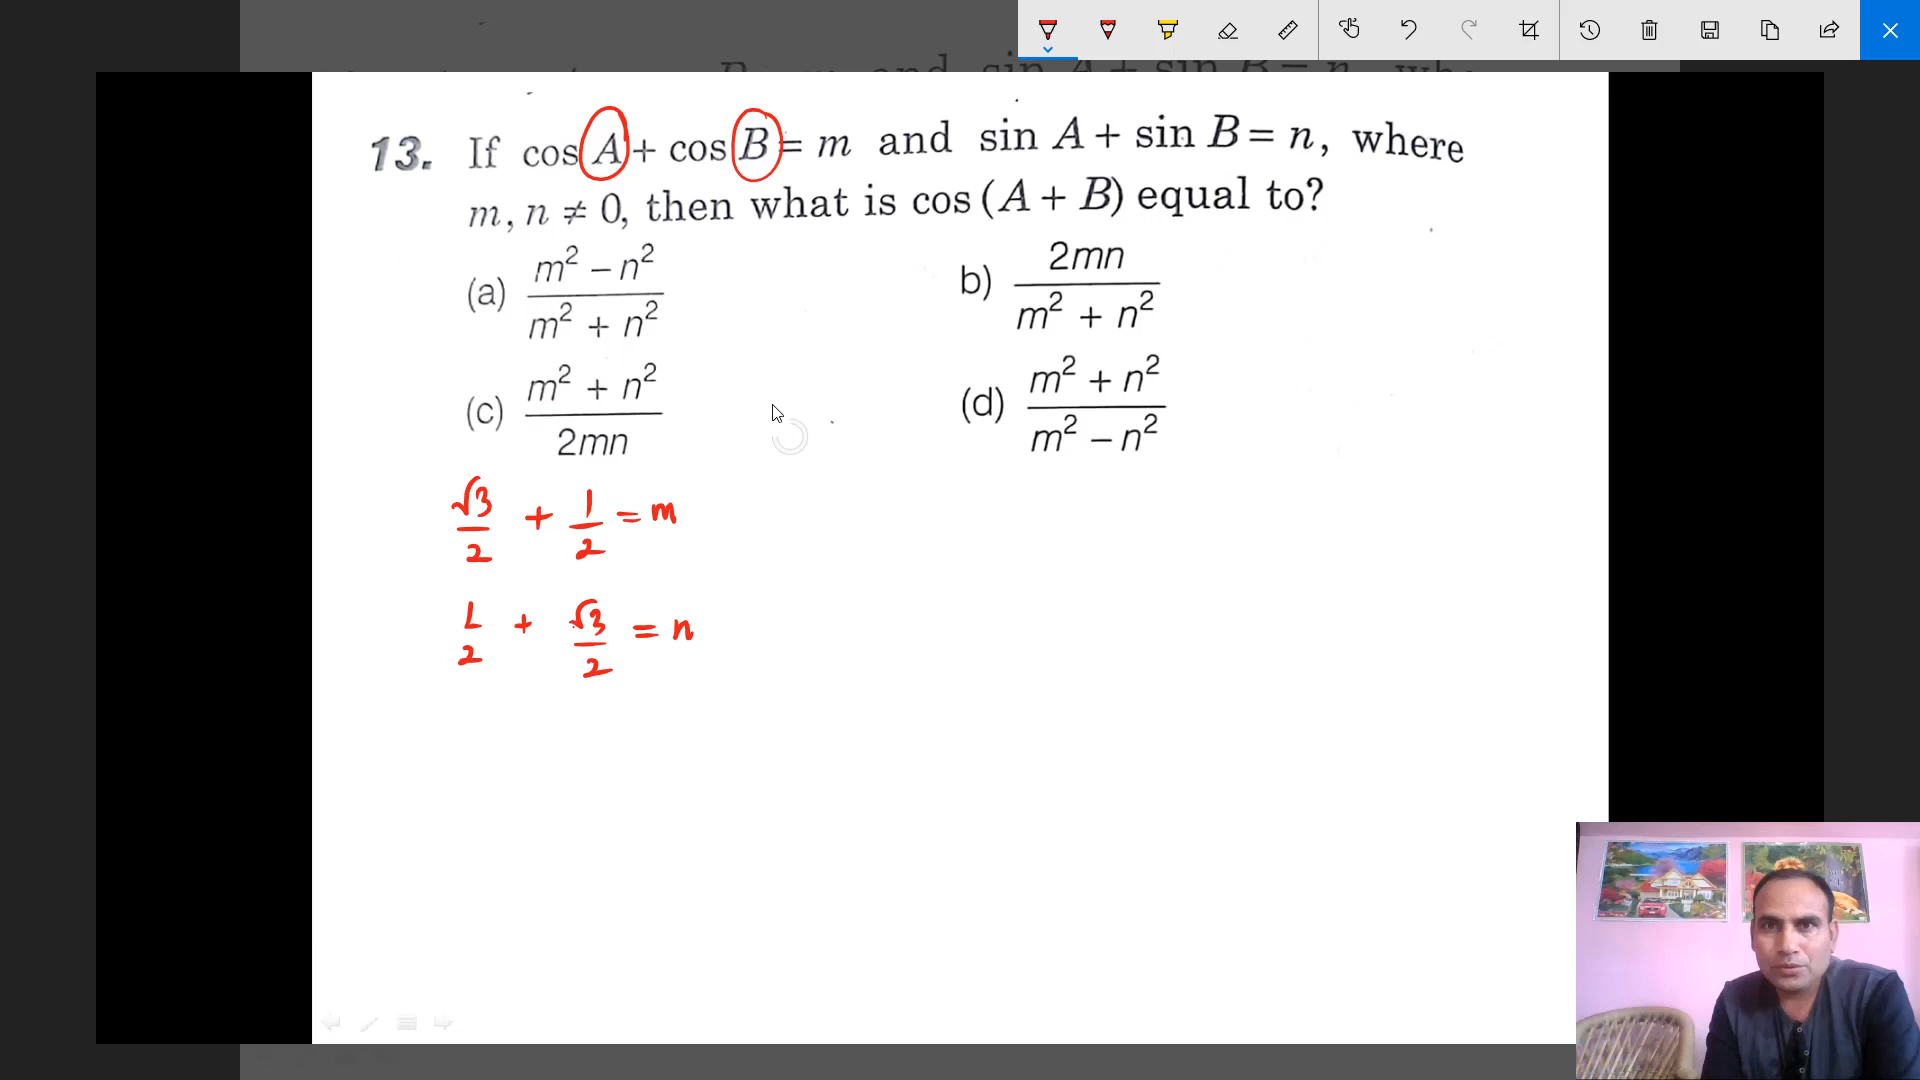 13. If cos A + cos B = m and sin A + sin B = n, where
m, n ≠ 0, then what is cos (A + B) equal to?
(a) m² − n² / m² + n²
b) 2mn / m² + n²
(c) m² + n² / 2mn
(d) m² + n² / m² − n²
√3/2 + 1/2 = m
1/2 + √3/2 = n